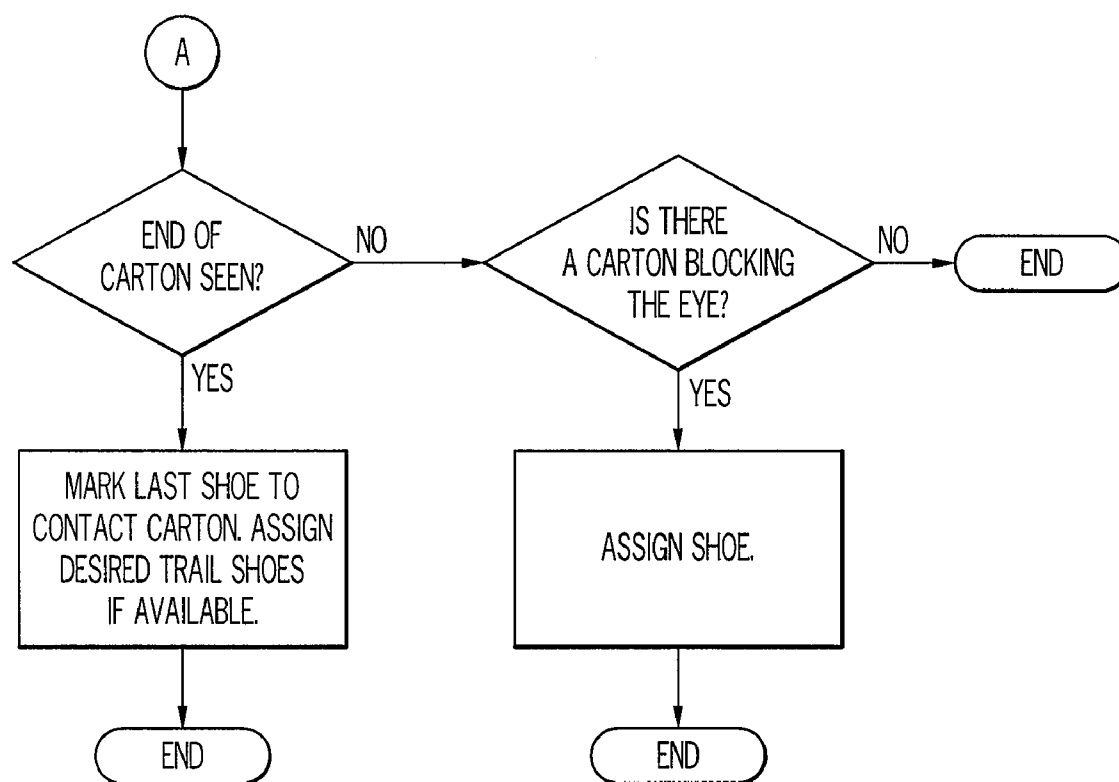 A
END OF
CARTON SEEN?
NO
YES
MARK LAST SHOE TO
CONTACT CARTON. ASSIGN
DESIRED TRAIL SHOES
IF AVAILABLE.
END
IS THERE
A CARTON BLOCKING
THE EYE?
NO
END
YES
ASSIGN SHOE.
END